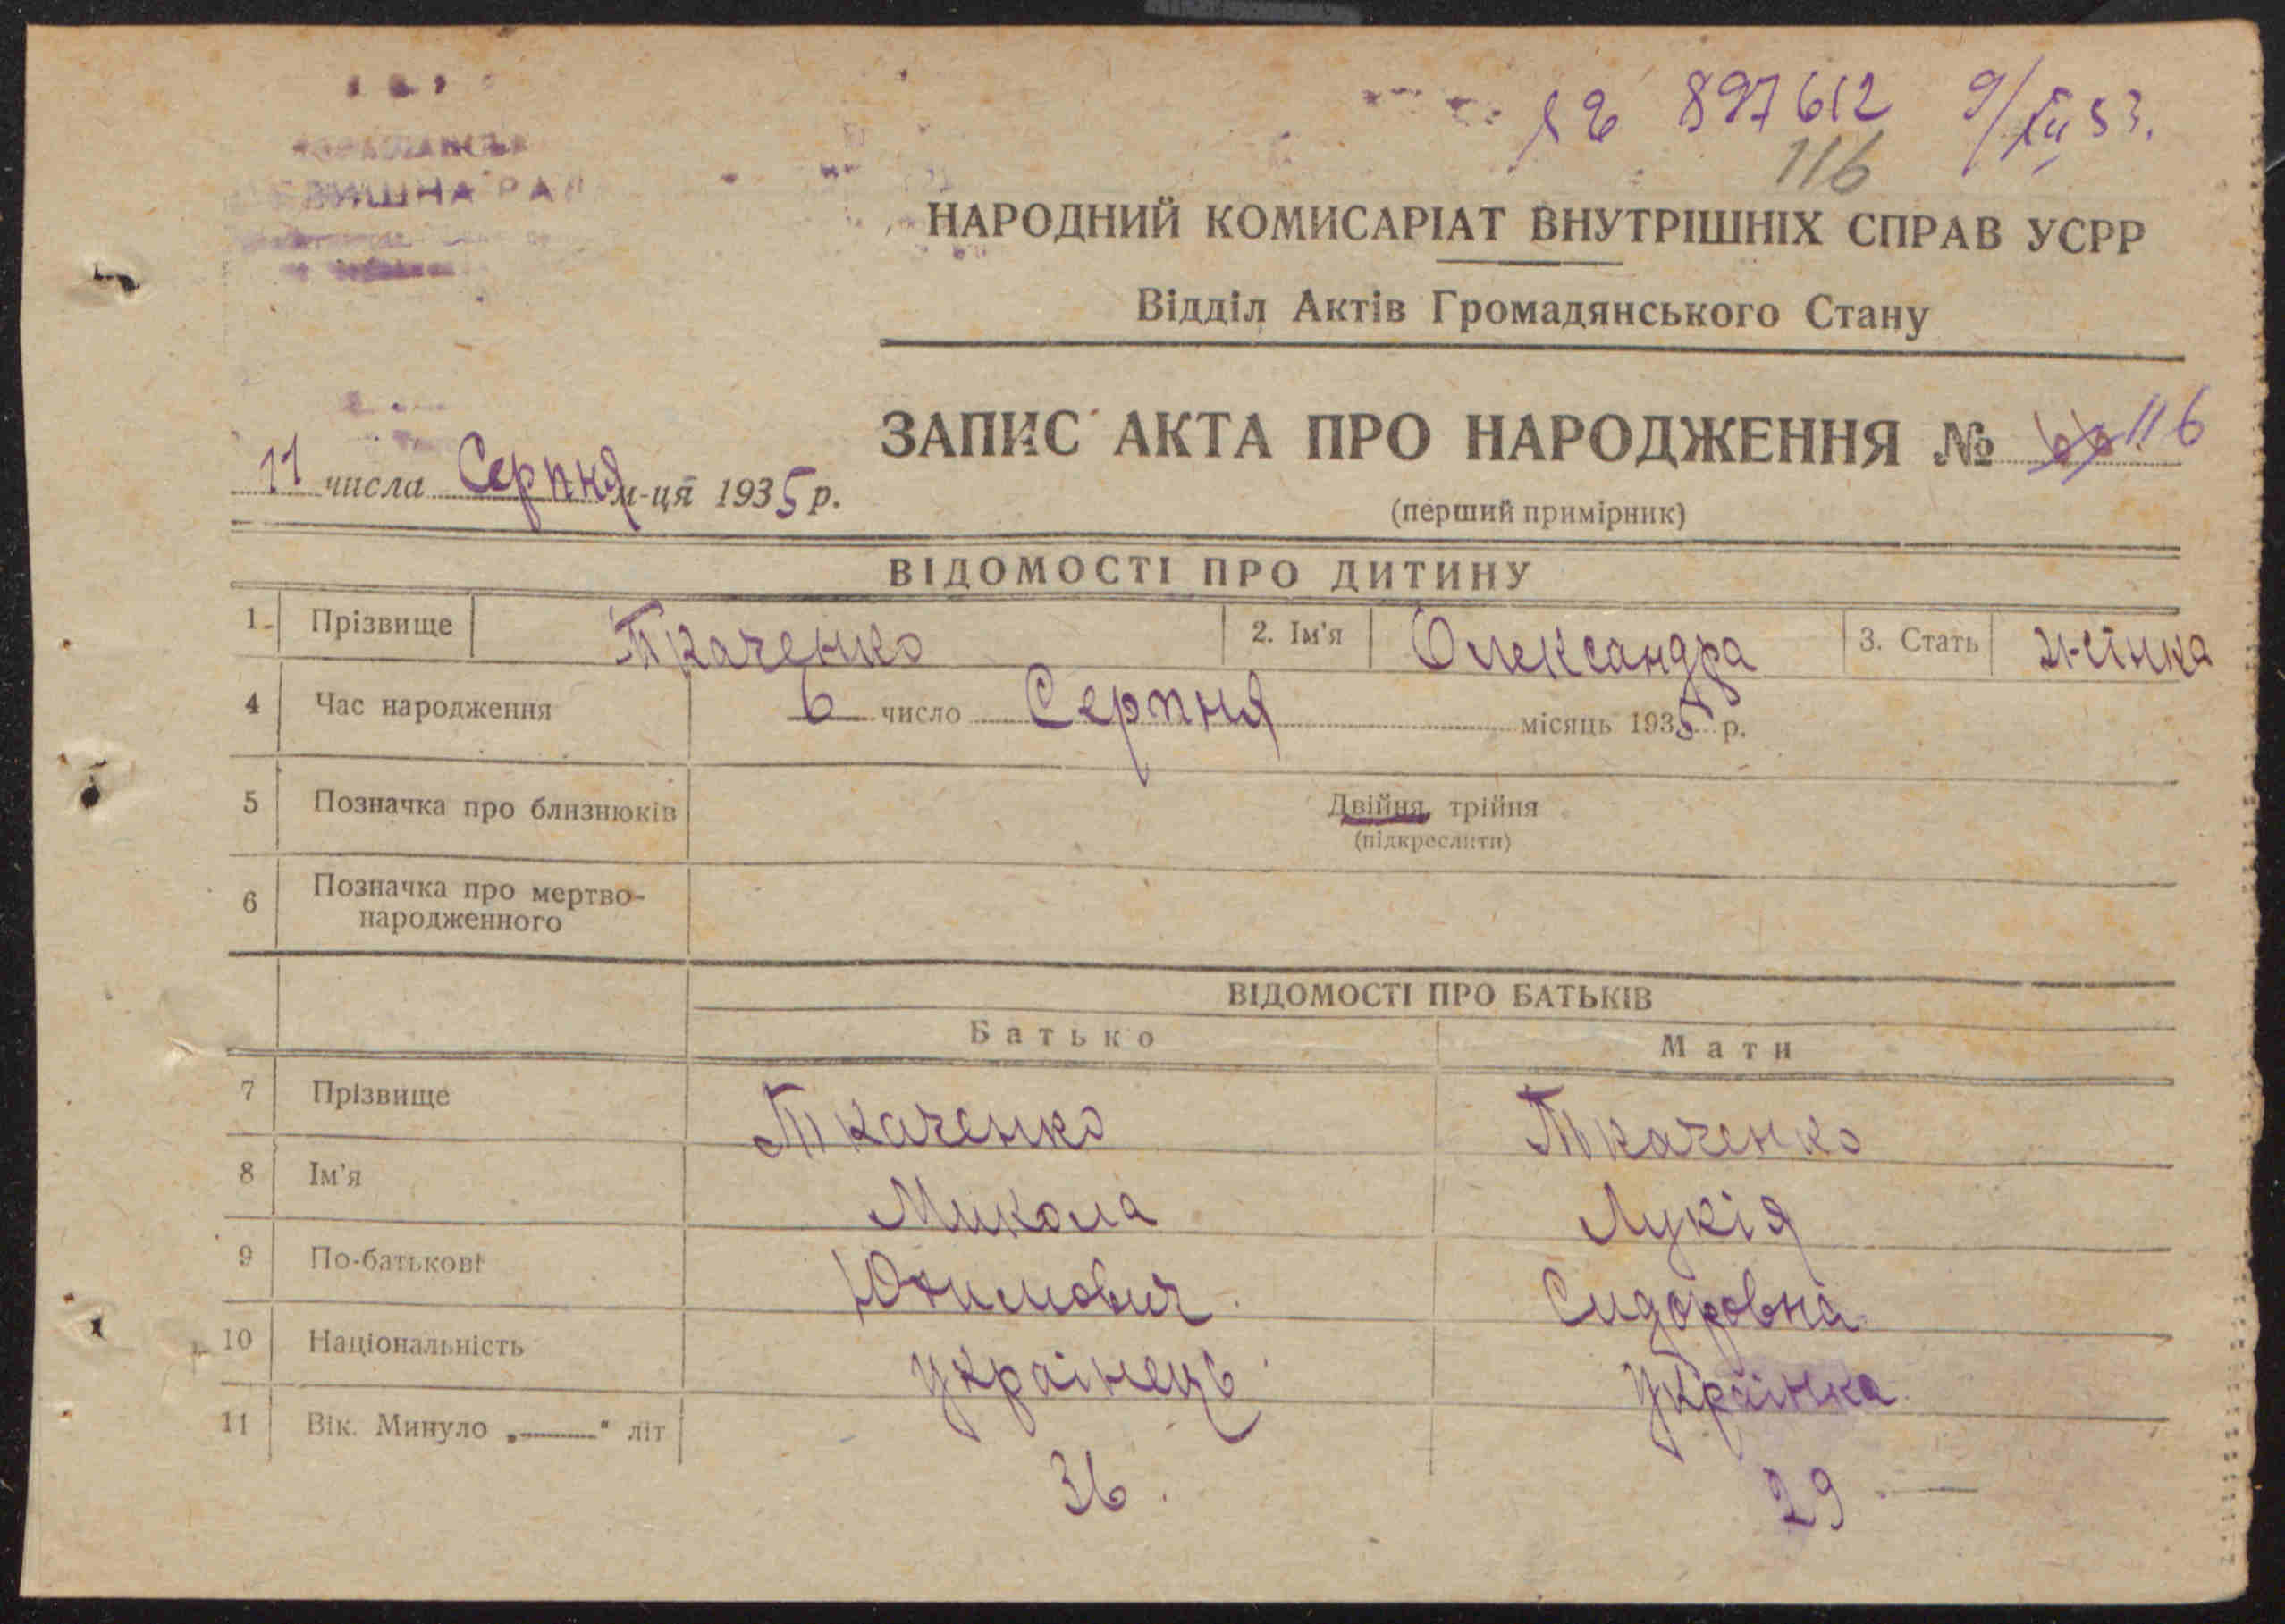 897612 9/XII 53.
116
НАРОДНИЙ КОМИСАРІАТ ВНУТРІШНІХ СПРАВ УСРР
Відділ Актів Громадянського Стану
ЗАПИС АКТА ПРО НАРОДЖЕННЯ № 116
11 числа Серпня м-ця 1935 р.
(перший примірник)
ВІДОМОСТІ ПРО ДИТИНУ
1. Прізвище Ткаченко 2. Ім'я Олександра 3. Стать жінка
4 Час народження 6 число Серпня місяць 1935 р.
5 Позначка про близнюків Двійня, трійня
(підкреслити)
6 Позначка про мертво-
народженного
ВІДОМОСТІ ПРО БАТЬКІВ
Батько Мати
7 Прізвище Ткаченко Ткаченко
8 Ім'я Микола Лукія
9 По-батькові Юхимович Сидоровна
10 Національність українець українка
11 Вік. Минуло „ " літ 36. 29